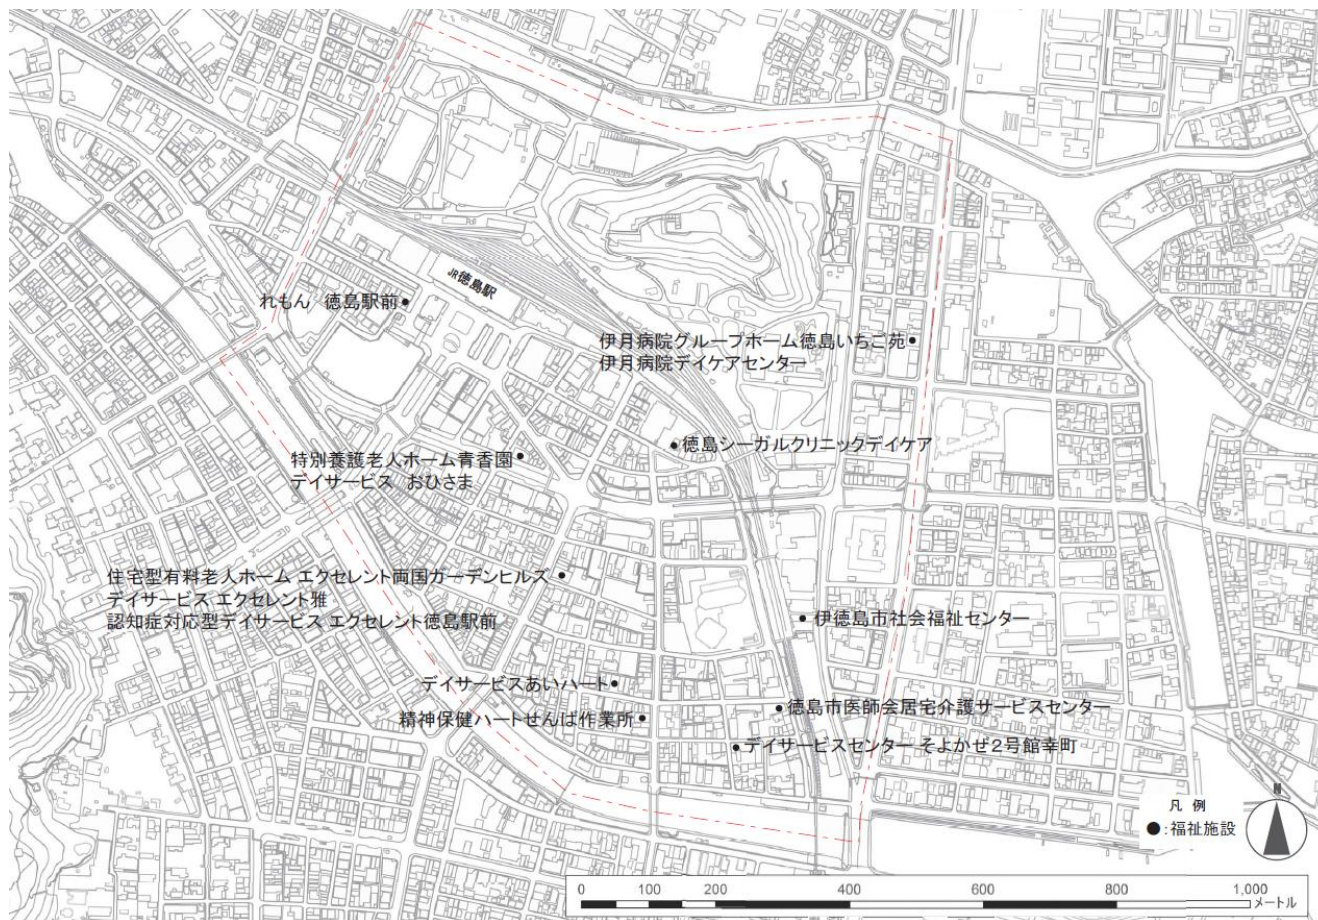 JR徳島駅
れもん 徳島駅前
伊月病院グループホーム徳島いちご苑
伊月病院デイケアセンター
徳島シーガルクリニックデイケア
特別養護老人ホーム青香園
デイサービス おひさま
住宅型有料老人ホーム エクセレント両国ガーデンヒルズ
デイサービス エクセレント雅
認知症対応型デイサービス エクセレント徳島駅前
伊徳島市社会福祉センター
デイサービスあいハート
精神保健ハートせんば作業所
徳島市医師会居宅介護サービスセンター
デイサービスセンター そよかぜ2号館幸町
凡 例
●:福祉施設
N
0 100 200 400 600 800 1,000
メートル